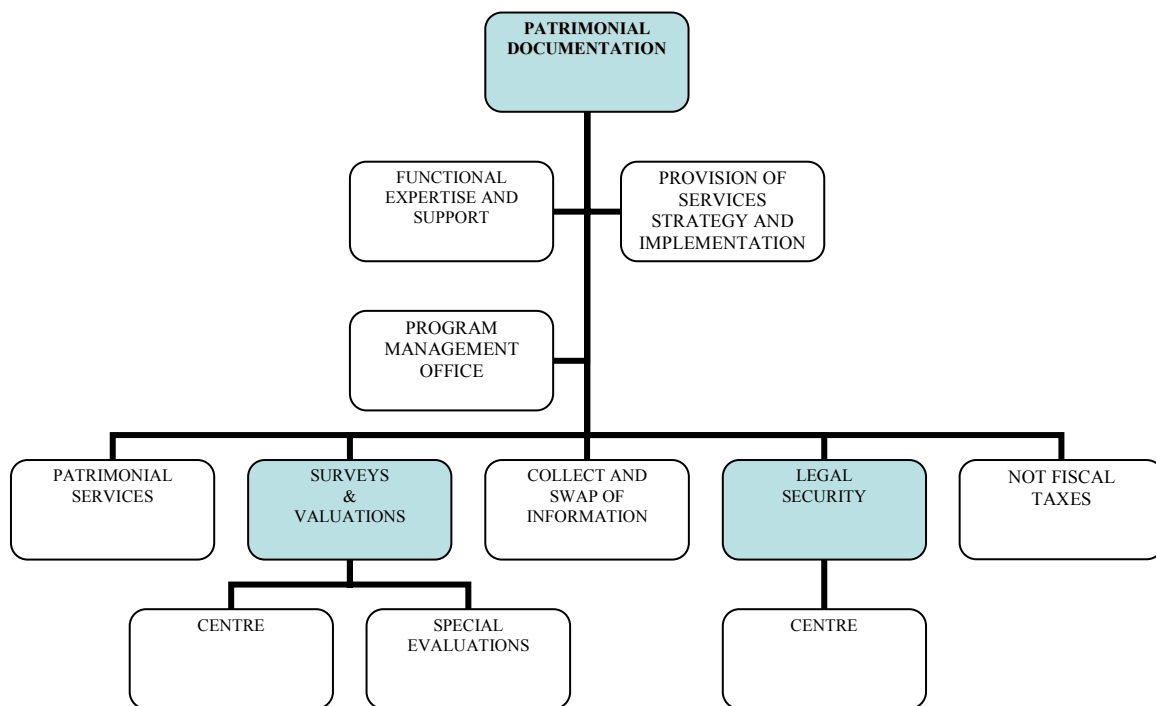 PATRIMONIAL
DOCUMENTATION
FUNCTIONAL
EXPERTISE AND
SUPPORT
PROVISION OF
SERVICES
STRATEGY AND
IMPLEMENTATION
PROGRAM
MANAGEMENT
OFFICE
PATRIMONIAL
SERVICES
SURVEYS
&
VALUATIONS
COLLECT AND
SWAP OF
INFORMATION
LEGAL
SECURITY
NOT FISCAL
TAXES
CENTRE
SPECIAL
EVALUATIONS
CENTRE